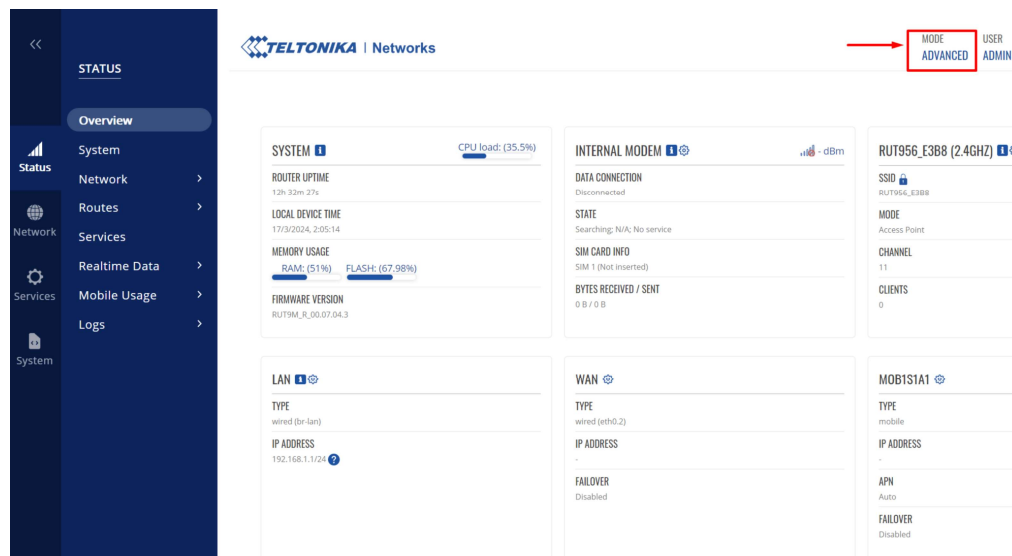 TELTONIKA | Networks
MODE
ADVANCED
USER
ADMIN
STATUS
Overview
System
Network
Routes
Services
Realtime Data
Mobile Usage
Logs
Status
Network
Services
System
SYSTEM
CPU load: (35.5%)
ROUTER UPTIME
12h 32m 27s
LOCAL DEVICE TIME
17/3/2024, 2:05:14
MEMORY USAGE
RAM: (51%) FLASH: (67.98%)
FIRMWARE VERSION
RUT9M_R_00.07.04.3
INTERNAL MODEM
- dBm
DATA CONNECTION
Disconnected
STATE
Searching; N/A; No service
SIM CARD INFO
SIM 1 (Not inserted)
BYTES RECEIVED / SENT
0 B / 0 B
RUT956_E3B8 (2.4GHZ)
SSID
RUT956_E3B8
MODE
Access Point
CHANNEL
11
CLIENTS
0
LAN
TYPE
wired (br-lan)
IP ADDRESS
192.168.1.1/24
WAN
TYPE
wired (eth0.2)
IP ADDRESS
-
FAILOVER
Disabled
MOB1S1A1
TYPE
mobile
IP ADDRESS
-
APN
Auto
FAILOVER
Disabled